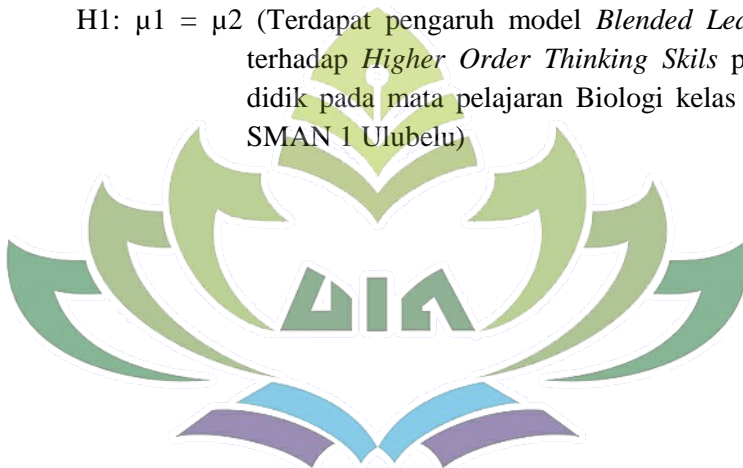 H1: µ1 = µ2 (Terdapat pengaruh model Blended
terhadap Higher Order Thinking Skils
didik pada mata pelajaran Biologi kelas
SMAN 1 Ulubelu)
UIN